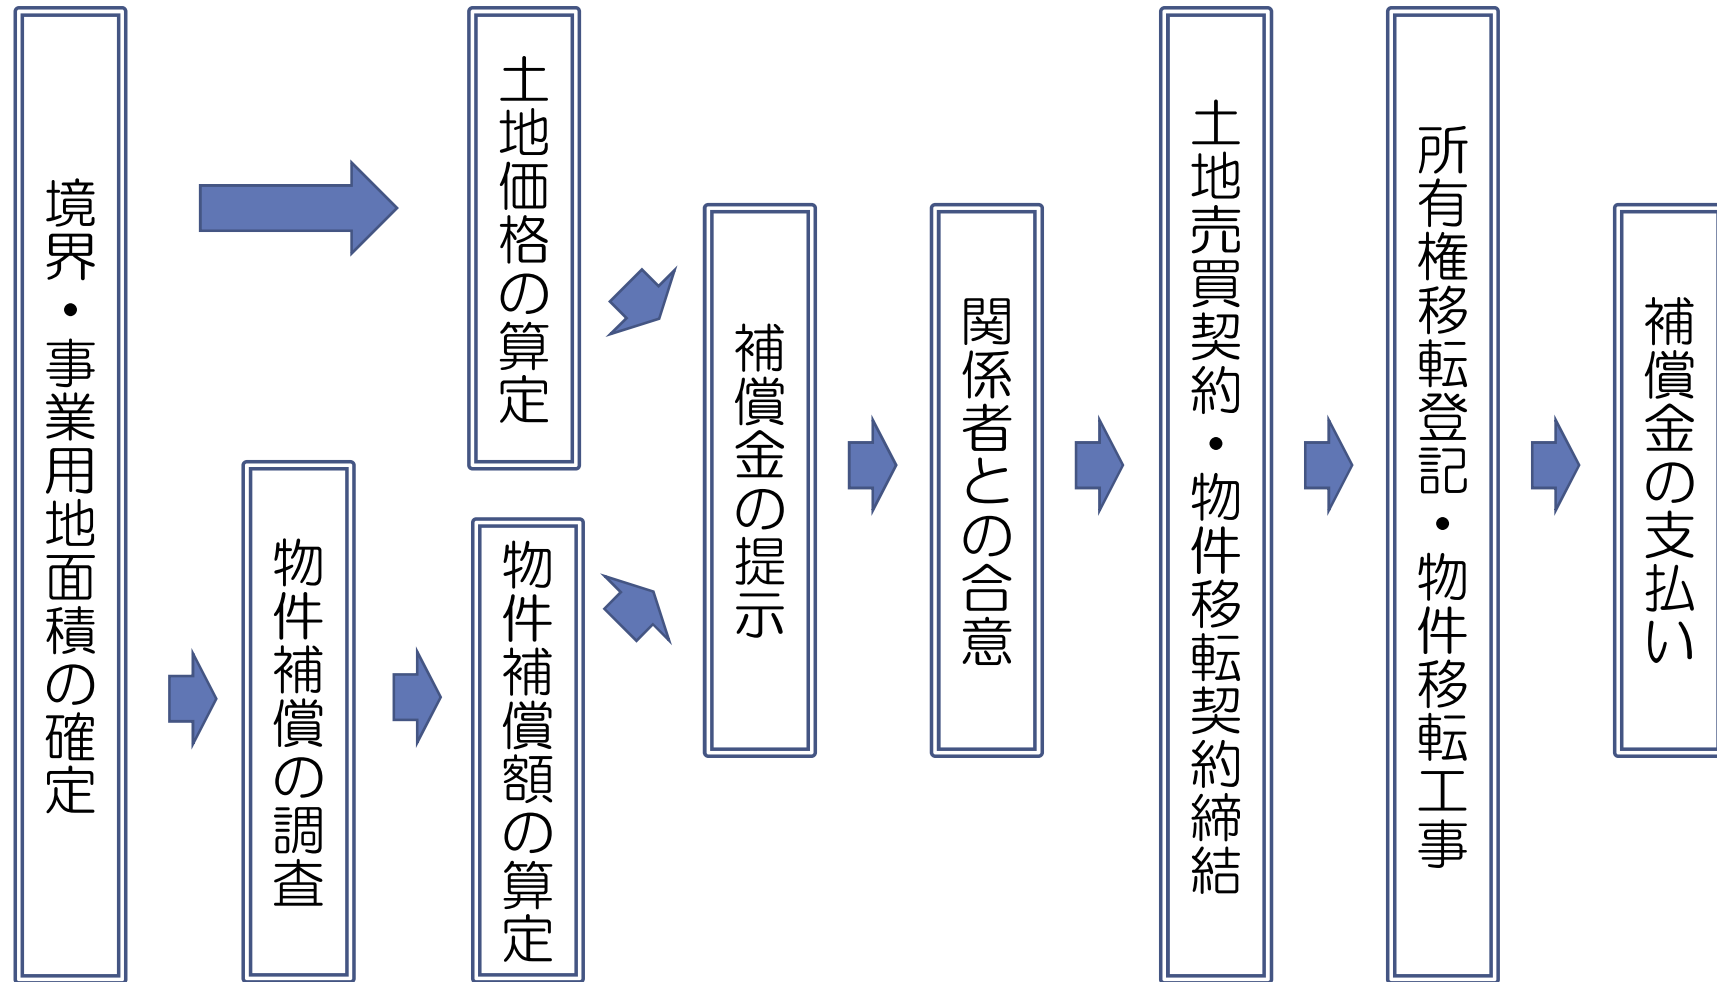 境界・事業用地面積の確定
物件補償の調査
土地価格の算定
物件補償額の算定
補償金の提示
関係者との合意
土地売買契約・物件移転契約締結
所有権移転登記・物件移転工事
補償金の支払い